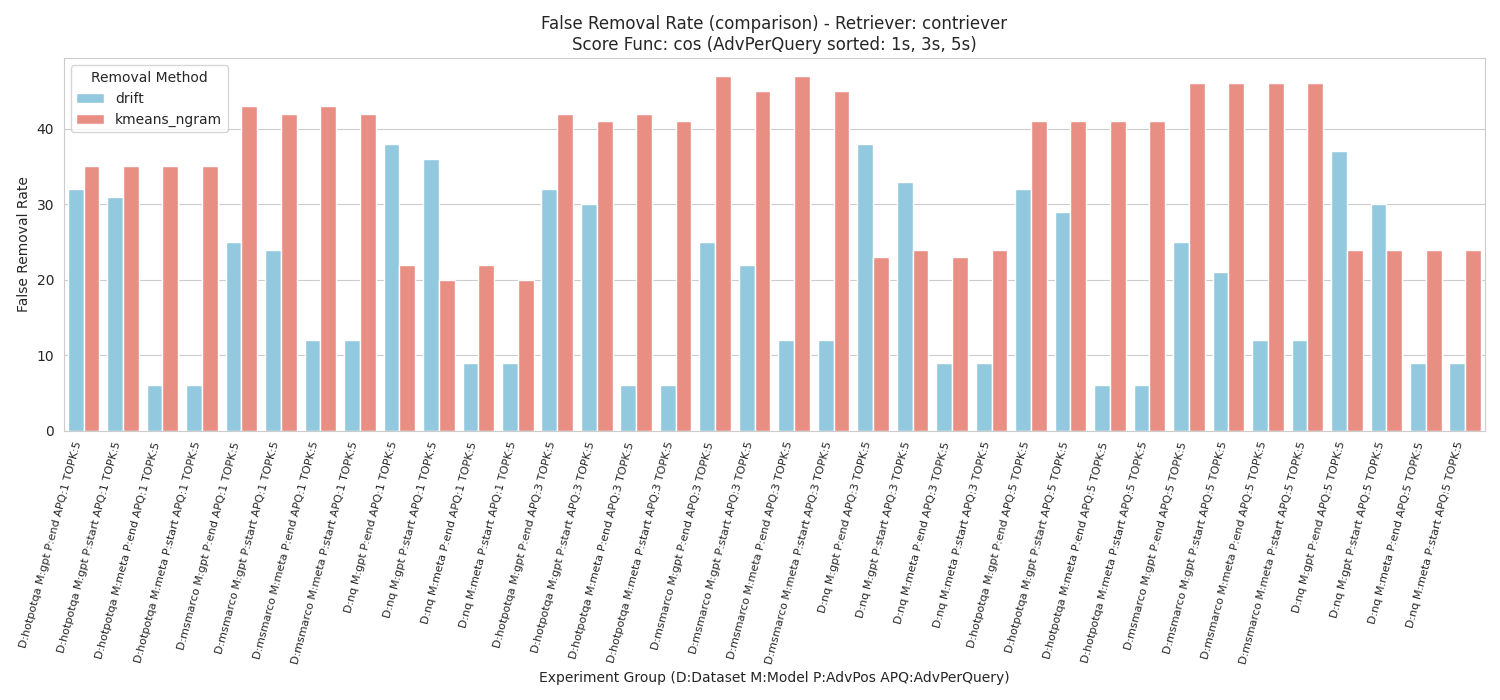 False Removal Rate (comparison) - Retriever: contriever
Score Func: cos (AdvPerQuery sorted: 1s, 3s, 5s)
Removal Method
drift
kmeans_ngram
False Removal Rate
40
30
20
10
0
D:hotpotqa M:gpt P:end APQ:1 TOPK:5
D:hotpotqa M:gpt P:start APQ:1 TOPK:5
D:hotpotqa M:meta P:end APQ:1 TOPK:5
D:hotpotqa M:meta P:start APQ:1 TOPK:5
D:msmarco M:gpt P:end APQ:1 TOPK:5
D:msmarco M:gpt P:start APQ:1 TOPK:5
D:msmarco M:meta P:end APQ:1 TOPK:5
D:msmarco M:meta P:start APQ:1 TOPK:5
D:nq M:gpt P:end APQ:1 TOPK:5
D:nq M:gpt P:start APQ:1 TOPK:5
D:nq M:meta P:end APQ:1 TOPK:5
D:nq M:meta P:start APQ:1 TOPK:5
D:hotpotqa M:gpt P:end APQ:3 TOPK:5
D:hotpotqa M:gpt P:start APQ:3 TOPK:5
D:hotpotqa M:meta P:end APQ:3 TOPK:5
D:hotpotqa M:meta P:start APQ:3 TOPK:5
D:msmarco M:gpt P:end APQ:3 TOPK:5
D:msmarco M:gpt P:start APQ:3 TOPK:5
D:msmarco M:meta P:end APQ:3 TOPK:5
D:msmarco M:meta P:start APQ:3 TOPK:5
D:nq M:gpt P:end APQ:3 TOPK:5
D:nq M:gpt P:start APQ:3 TOPK:5
D:nq M:meta P:end APQ:3 TOPK:5
D:nq M:meta P:start APQ:3 TOPK:5
D:hotpotqa M:gpt P:end APQ:5 TOPK:5
D:hotpotqa M:gpt P:start APQ:5 TOPK:5
D:hotpotqa M:meta P:end APQ:5 TOPK:5
D:hotpotqa M:meta P:start APQ:5 TOPK:5
D:msmarco M:gpt P:end APQ:5 TOPK:5
D:msmarco M:gpt P:start APQ:5 TOPK:5
D:msmarco M:meta P:end APQ:5 TOPK:5
D:msmarco M:meta P:start APQ:5 TOPK:5
D:nq M:gpt P:end APQ:5 TOPK:5
D:nq M:gpt P:start APQ:5 TOPK:5
D:nq M:meta P:end APQ:5 TOPK:5
D:nq M:meta P:start APQ:5 TOPK:5
Experiment Group (D:Dataset M:Model P:AdvPos APQ:AdvPerQuery)